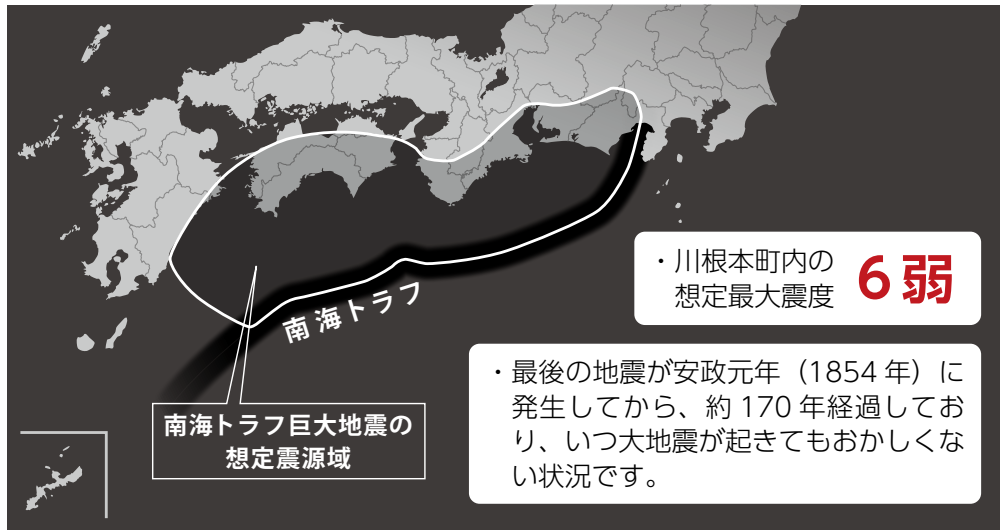 ・川根本町内の
想定最大震度
6弱
南海トラフ
・最後の地震が安政元年（1854 年）に
発生してから、約 170 年経過してお
り、いつ大地震が起きてもおかしくな
い状況です。
南海トラフ巨大地震の
想定震源域